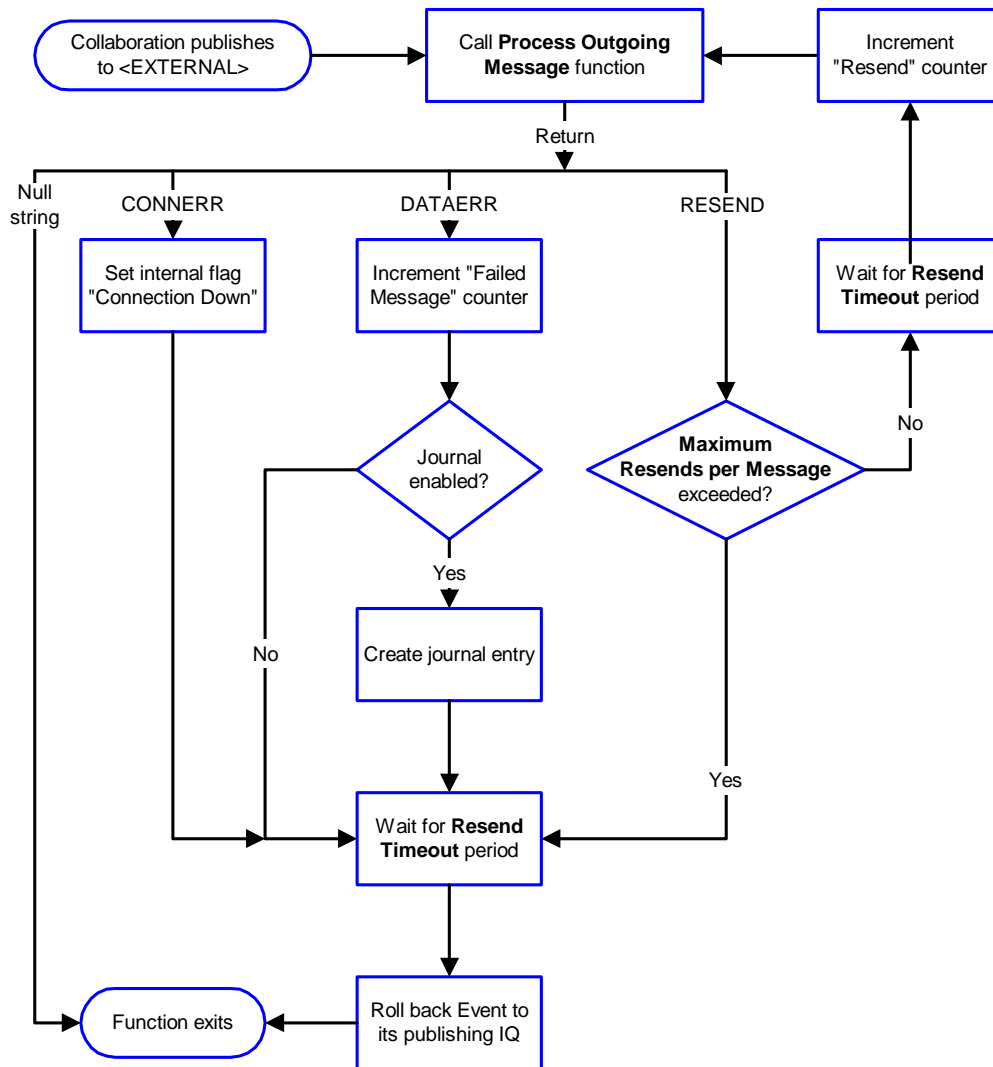 Collaboration publishes
to <EXTERNAL>
Call Process Outgoing
Message function
Increment
"Resend" counter
Return
Null
string
CONNERR
DATAERR
RESEND
Set internal flag
"Connection Down"
Increment "Failed
Message" counter
Wait for Resend
Timeout period
No
Journal
enabled?
Maximum
Resends per Message
exceeded?
Yes
No
Create journal entry
Yes
Wait for Resend
Timeout period
Function exits
Roll back Event to
its publishing IQ